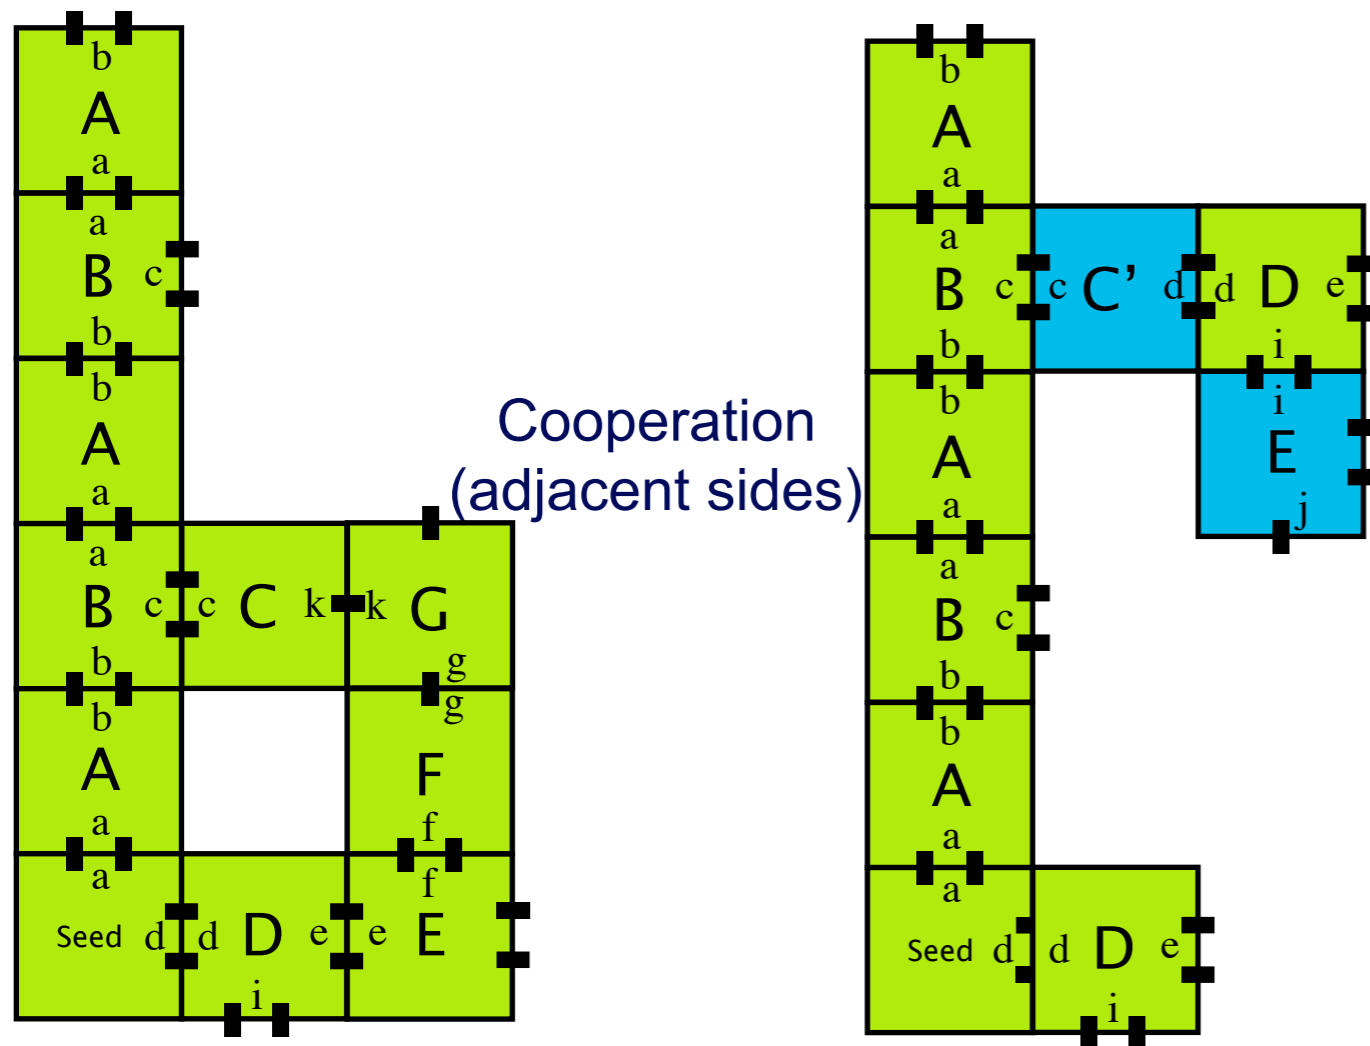 b
A
a
a
B c
b
b
A
a
a
B c c C k k G
b g
b g
A F
a f
a f
Seed d d D e e E
i
Cooperation
(adjacent sides)
b
A
a
a
B c c C’ d d D e
b i
b i
A E
a j
a
B c
b
b
A
a
a
Seed d d D e
i